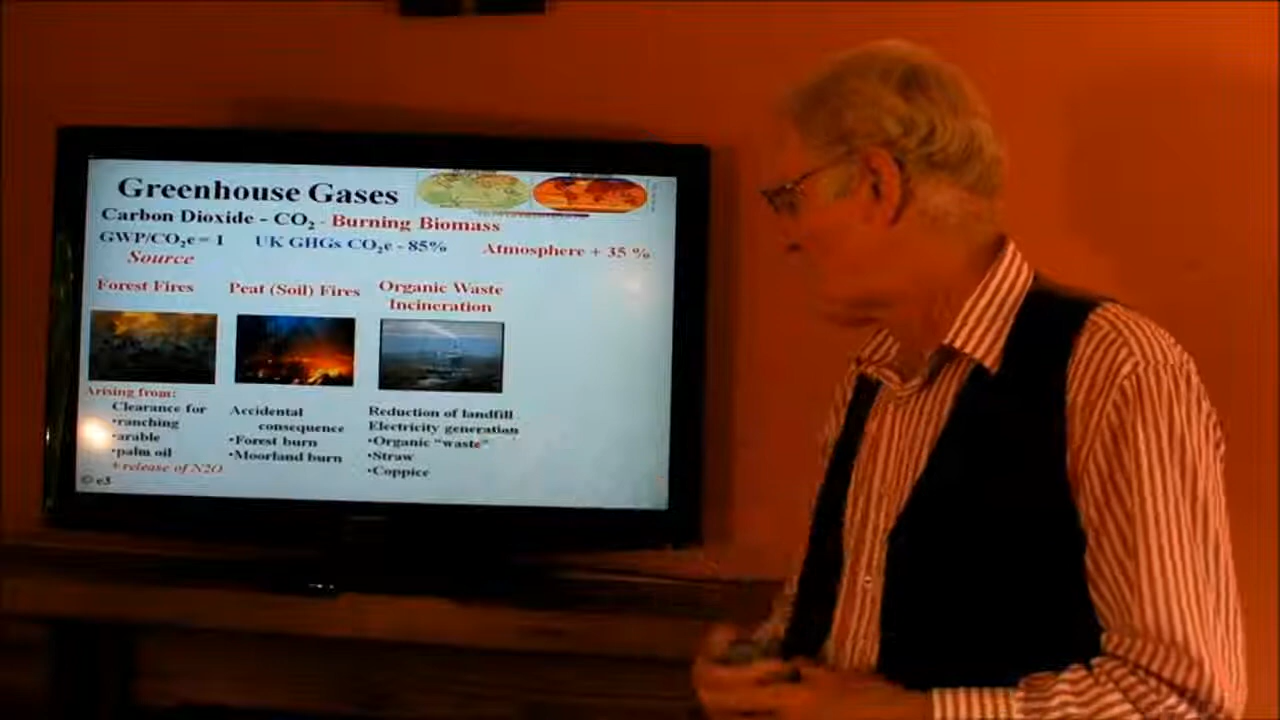 Greenhouse Gases
Carbon Dioxide - CO₂ - Burning Biomass
GWP/CO₂e = 1 UK GHGs CO₂e - 85% Atmosphere + 35 %
Source
Forest Fires
Peat (Soil) Fires
Organic Waste
Incineration
Arising from:
Clearance for
•ranching
•arable
•palm oil
+ release of N2O
Accidental
consequence
•Forest burn
•Moorland burn
Reduction of landfill
Electricity generation
•Organic "waste"
•Straw
•Coppice
© e3